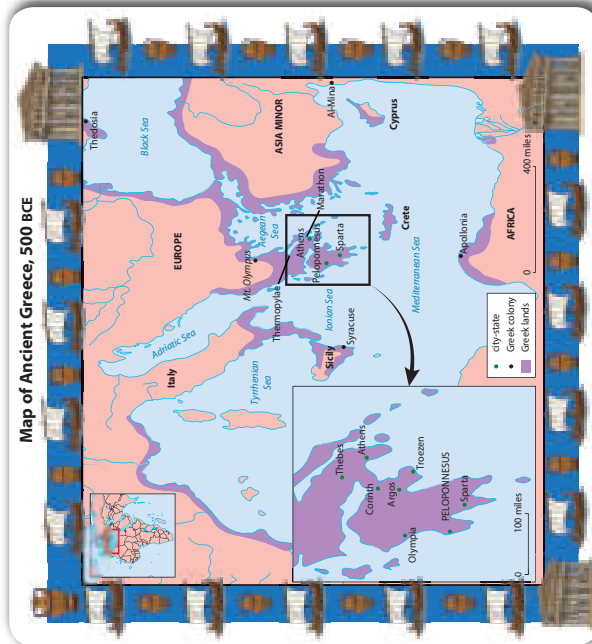 Map of Ancient Greece, 500 BCE
Thedosia
Black Sea
EUROPE
ASIA MINOR
Al-Mina
Cyprus
Mt. Olympus
Aegean
Sea
Adriatic Sea
Italy
Thermopylae
Athens
Marathon
Peloponnesus
Sparta
Crete
Tyrrhenian
Sea
Ionian Sea
Sicily
Syracuse
Mediterranean Sea
Apollonia
AFRICA
0
400 miles
city-state
Greek colony
Greek lands
Thebes
Athens
Corinth
Argos
Troezen
Olympia
PELOPONNESUS
Sparta
0
100 miles